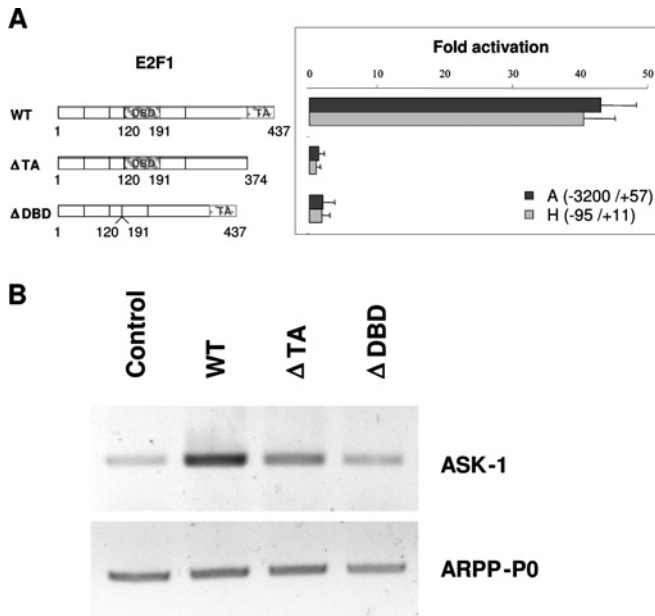 A
E2F1
Fold activation
0 10 20 30 40 50
WT
DBD TA
1 120 191 437
ΔTA
DBD
1 120 191 374
ΔDBD
TA
1 120 191 437
A (-3200 /+57)
H (-95 /+11)
B
Control
WT
Δ TA
Δ DBD
ASK-1
ARPP-P0